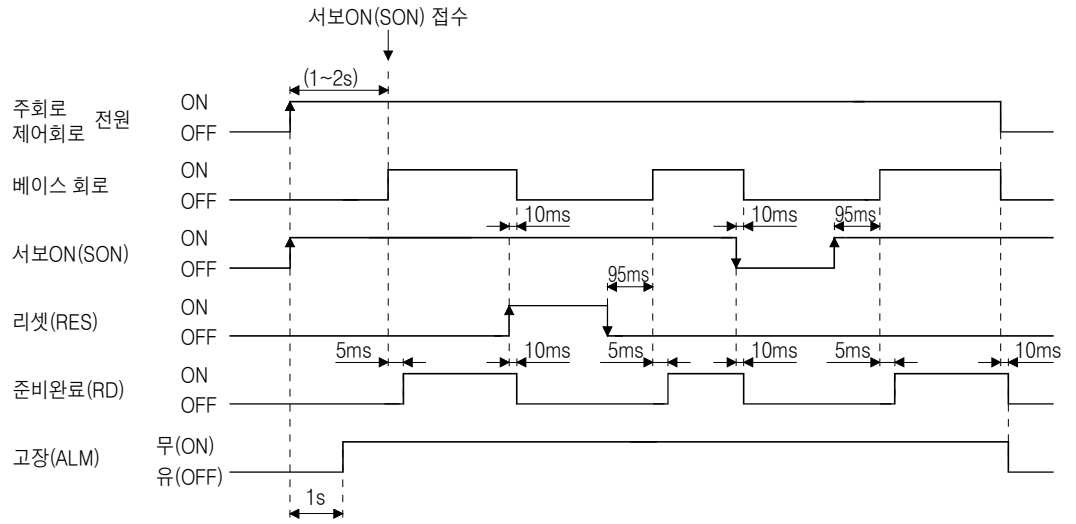 서보ON(SON) 접수
(1~2s)
주회로
제어회로 전원
ON
OFF
베이스 회로
ON
OFF
10ms
10ms
95ms
서보ON(SON)
ON
OFF
95ms
리셋(RES)
ON
OFF
5ms
10ms
5ms
10ms
5ms
10ms
준비완료(RD)
ON
OFF
고장(ALM)
무(ON)
유(OFF)
1s